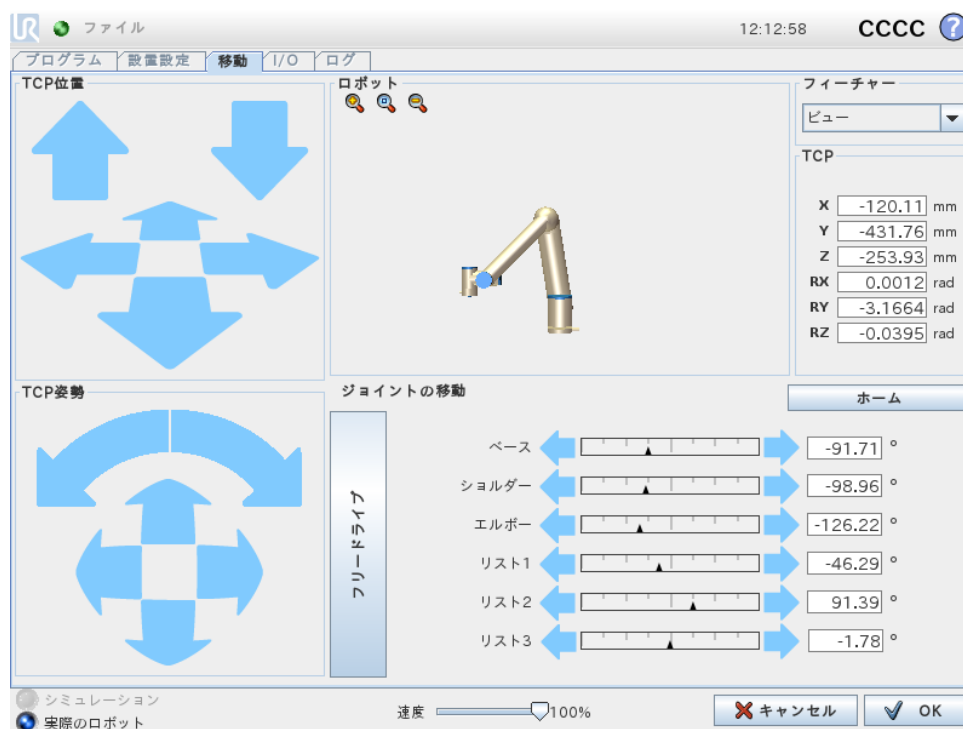 UR ファイル 12:12:58 CCCC ?
プログラム 設置設定 移動 I/O ログ
TCP位置
ロボット
フィーチャー
ビュー
TCP
X -120.11 mm
Y -431.76 mm
Z -253.93 mm
RX 0.0012 rad
RY -3.1664 rad
RZ -0.0395 rad
TCP姿勢
ジョイントの移動
ホーム
フリードライブ
ベース -91.71 °
ショルダー -98.96 °
エルボー -126.22 °
リスト1 -46.29 °
リスト2 91.39 °
リスト3 -1.78 °
シミュレーション
実際のロボット
速度 100%
キャンセル
OK